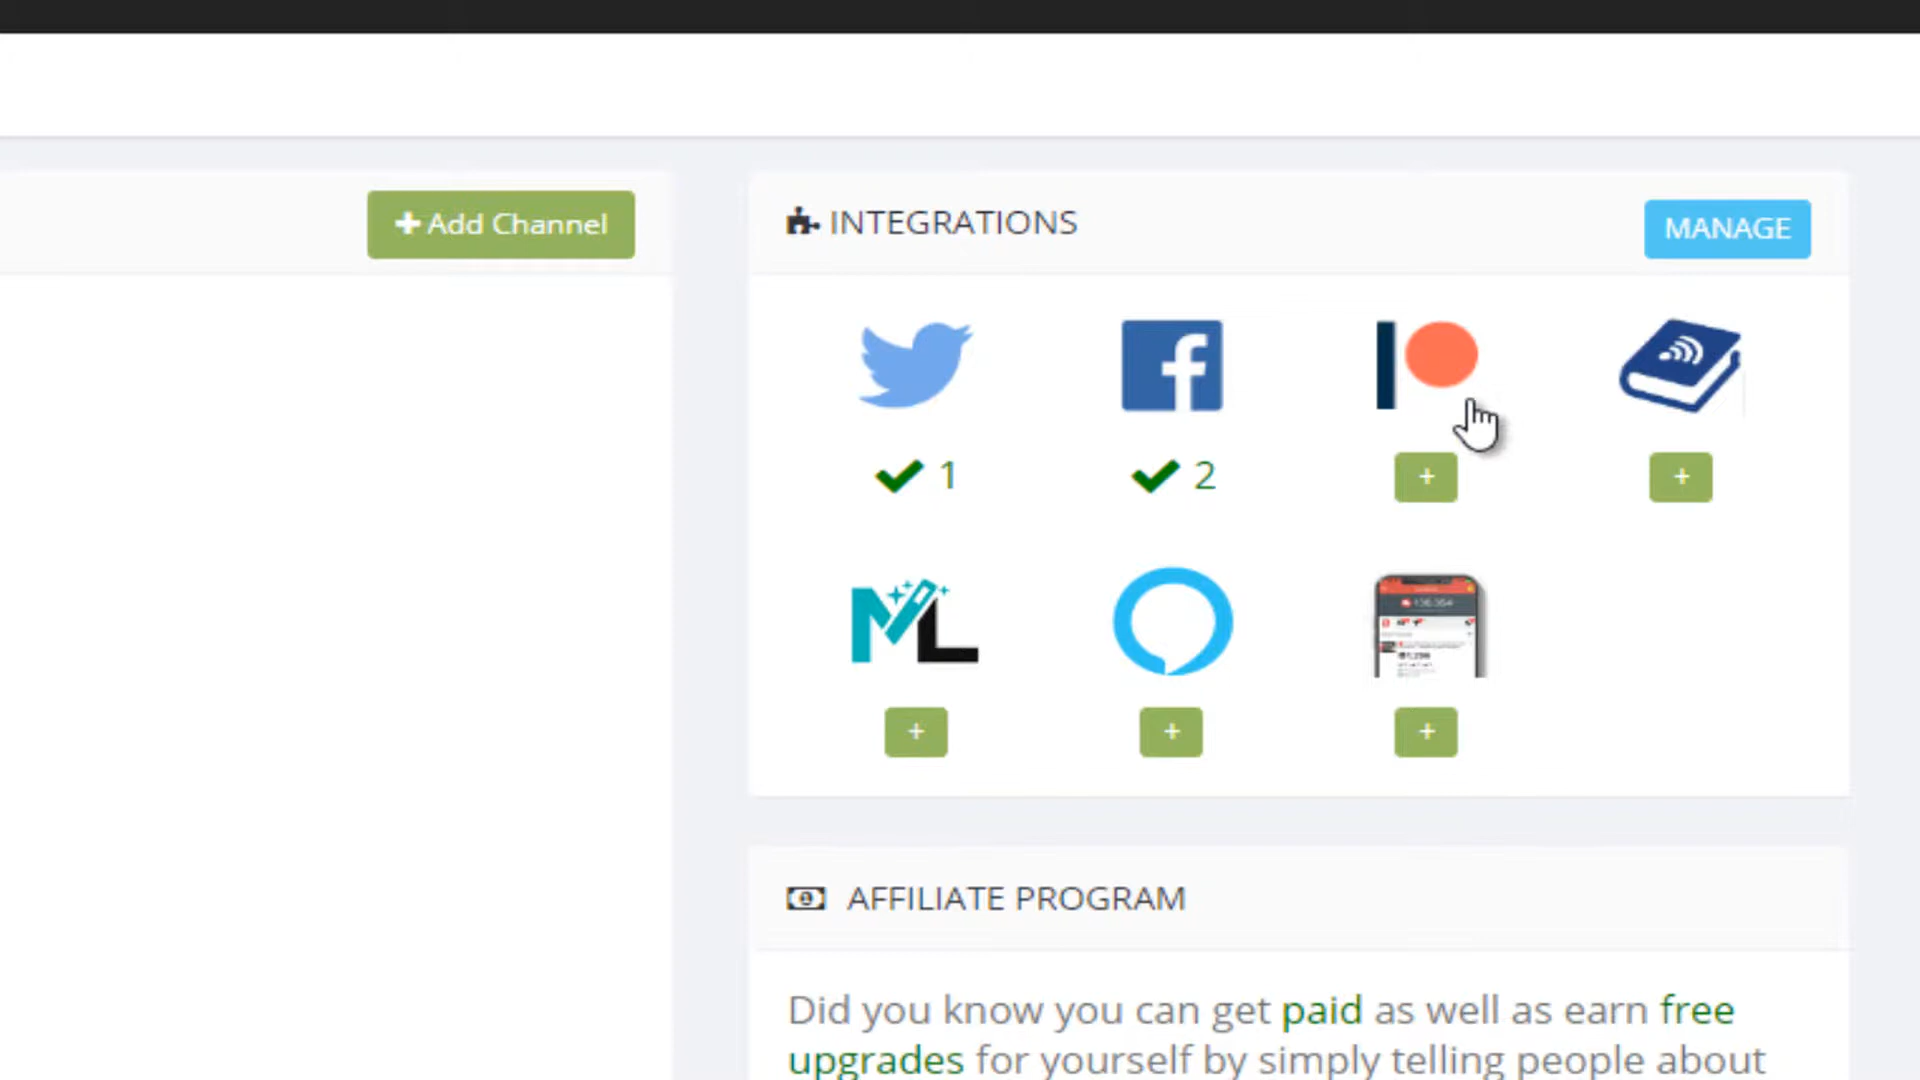 Add Channel
INTEGRATIONS
MANAGE
1
2
+
+
ML
+
+
+
AFFILIATE PROGRAM
Did you know you can get paid as well as earn free
upgrades for yourself by simply telling people about